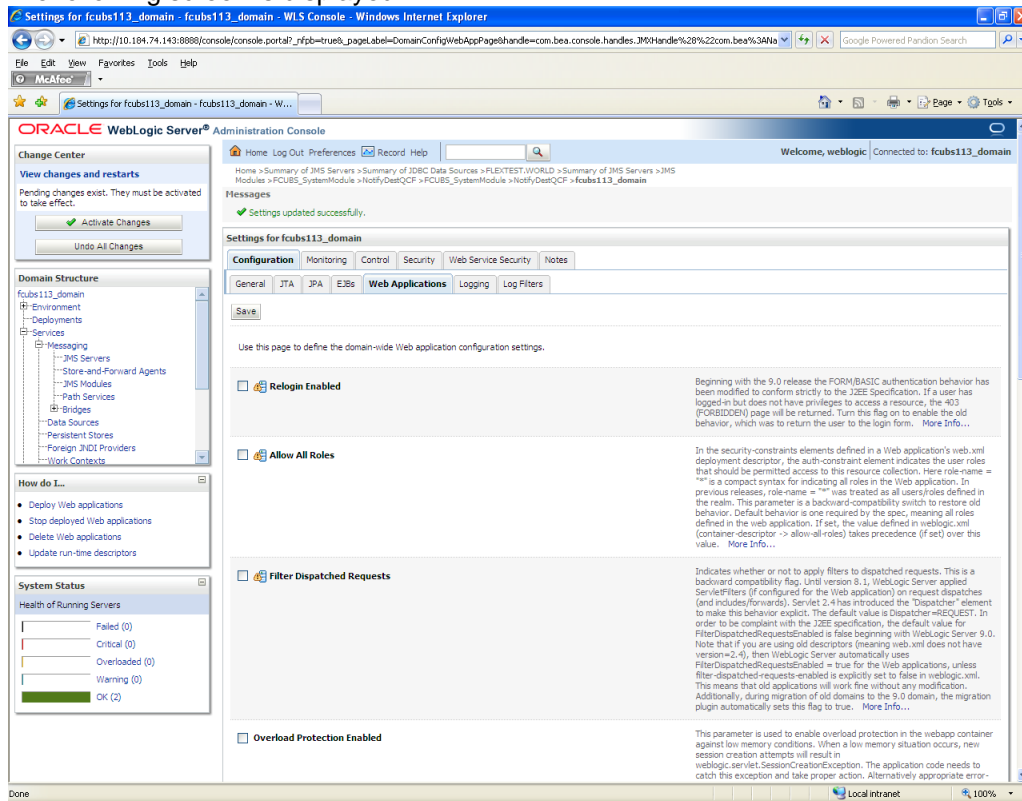 Settings for fcubs113_domain - fcubs113_domain - WLS Console - Windows Internet Explorer
http://10.184.74.143:8888/console/console.portal?_nfpb=true&_pageLabel=DomainConfigWebAppPage&handle=com.bea.console.handles.JMXHandle%28%22com.bea%3ANa
Google Powered Pandion Search
File Edit View Favorites Tools Help
McAfee
Settings for fcubs113_domain - fcubs113_domain - W...
Page Tools
ORACLE WebLogic Server® Administration Console
Change Center
View changes and restarts
Pending changes exist. They must be activated
to take effect.
Activate Changes
Undo All Changes
Domain Structure
fcubs113_domain
Environment
Deployments
Services
Messaging
JMS Servers
Store-and-Forward Agents
JMS Modules
Path Services
Bridges
Data Sources
Persistent Stores
Foreign JNDI Providers
Work Contexts
How do I...
Deploy Web applications
Stop deployed Web applications
Delete Web applications
Update run-time descriptors
System Status
Health of Running Servers
Failed (0)
Critical (0)
Overloaded (0)
Warning (0)
OK (2)
Home Log Out Preferences Record Help
Welcome, weblogic Connected to: fcubs113_domain
Home >Summary of JMS Servers >Summary of JDBC Data Sources >FLEXTEST.WORLD >Summary of JMS Servers >JMS
Modules >FCUBS_SystemModule >NotifyDestQCF >FCUBS_SystemModule >NotifyDestQCF >fcubs113_domain
Messages
Settings updated successfully.
Settings for fcubs113_domain
Configuration Monitoring Control Security Web Service Security Notes
General JTA JPA EJBs Web Applications Logging Log Filters
Save
Use this page to define the domain-wide Web application configuration settings.
Relogin Enabled
Beginning with the 9.0 release the FORM/BASIC authentication behavior has
been modified to conform strictly to the J2EE Specification. If a user has
logged-in but does not have privileges to access a resource, the 403
(FORBIDDEN) page will be returned. Turn this flag on to enable the old
behavior, which was to return the user to the login form. More Info...
Allow All Roles
In the security-constraints elements defined in a Web application's web.xml
deployment descriptor, the auth-constraint element indicates the user roles
that should be permitted access to this resource collection. Here role-name =
"*" is a compact syntax for indicating all roles in the Web application. In
previous releases, role-name = "*" was treated as all users/roles defined in
the realm. This parameter is a backward-compatibility switch to restore old
behavior. Default behavior is one required by the spec, meaning all roles
defined in the web application. If set, the value defined in weblogic.xml
(container-descriptor -> allow-all-roles) takes precedence (if set) over this
value. More Info...
Filter Dispatched Requests
Indicates whether or not to apply filters to dispatched requests. This is a
backward compatibility flag. Until version 8.1, WebLogic Server applied
ServletFilters (if configured for the Web application) on request dispatches
(and includes/forwards). Servlet 2.4 has introduced the "Dispatcher" element
to make this behavior explicit. The default value is Dispatcher=REQUEST. In
order to be complaint with the J2EE specification, the default value for
FilterDispatchedRequestsEnabled is false beginning with WebLogic Server 9.0.
Note that if you are using old descriptors (meaning web.xml does not have
version=2.4), then WebLogic Server automatically uses
FilterDispatchedRequestsEnabled = true for the Web applications, unless
filter-dispatched-requests-enabled is explicitly set to false in weblogic.xml.
This means that old applications will work fine without any modification.
Additionally, during migration of old domains to the 9.0 domain, the migration
plugin automatically sets this flag to true. More Info...
Overload Protection Enabled
This parameter is used to enable overload protection in the webapp container
against low memory conditions. When a low memory situation occurs, new
session creation attempts will result in
weblogic.servlet.SessionCreationException. The application code needs to
catch this exception and take proper action. Alternatively appropriate error-
Done
Local intranet
100%